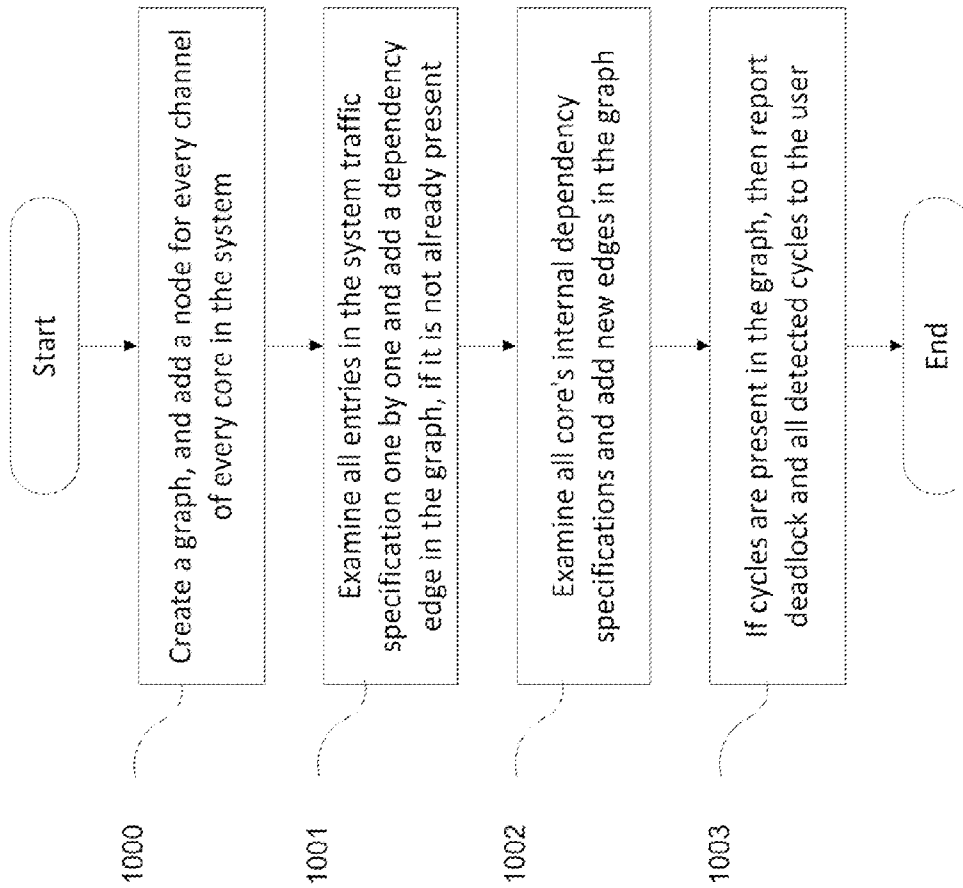 Start
1000
Create a graph, and add a node for every channel
of every core in the system
1001
Examine all entries in the system traffic
specification one by one and add a dependency
edge in the graph, if it is not already present
1002
Examine all core's internal dependency
specifications and add new edges in the graph
1003
If cycles are present in the graph, then report
deadlock and all detected cycles to the user
End